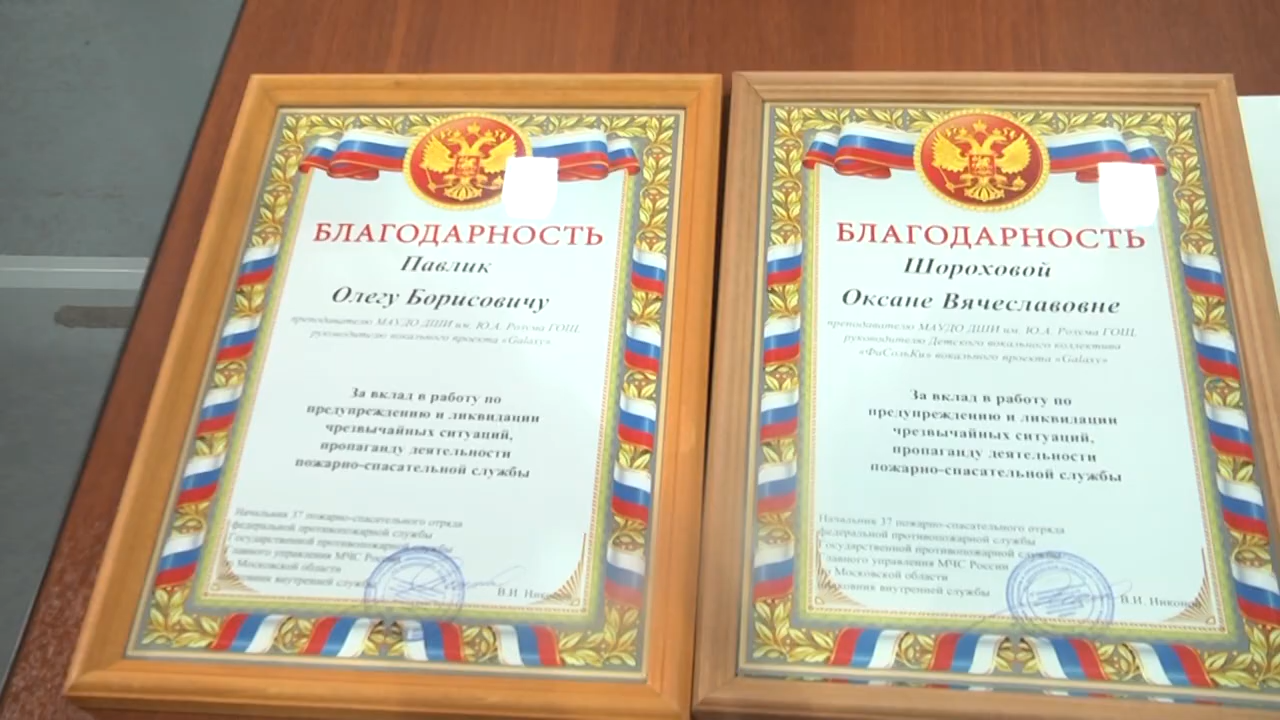 БЛАГОДАРНОСТЬ
Павлик
Олегу Борисовичу
преподавателю МАУДО ДШИ им. Ю.А. Розума ГОЩ,
руководителю вокального проекта «Galaxy»
За вклад в работу по
предупреждению и ликвидации
чрезвычайных ситуаций,
пропаганду деятельности
пожарно-спасательной службы
Начальник 37 пожарно-спасательного отряда
федеральной противопожарной службы
Государственной противопожарной службы
Главного управления МЧС России
Московской области
внутренней службы
В.И.
БЛАГОДАРНОСТЬ
Шороховой
Оксане Вячеславовне
преподавателю МАУДО ДШИ им. Ю.А. Розума ГОЩ,
руководителю Детского вокального коллектива
«ФаСольКи» вокального проекта «Galaxy»
За вклад в работу по
предупреждению и ликвидации
чрезвычайных ситуаций,
пропаганду деятельности
пожарно-спасательной службы
Начальник 37 пожарно-спасательного отряда
федеральной противопожарной службы
Государственной противопожарной службы
Главного управления МЧС России
Московской области
внутренней службы
В.И.